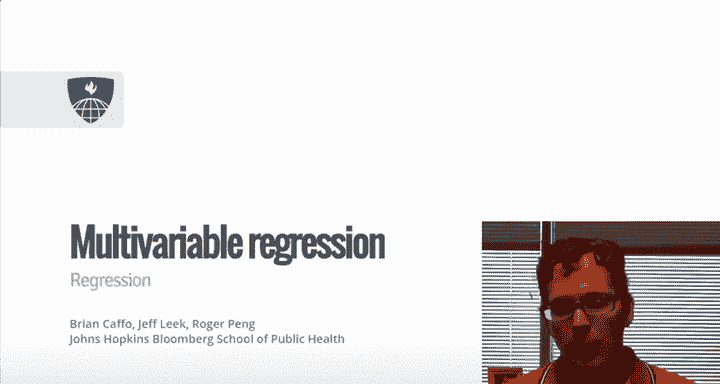 Multivariable regression
Regression
Brian Caffo, Jeff Leek, Roger Peng
Johns Hopkins Bloomberg School of Public Health